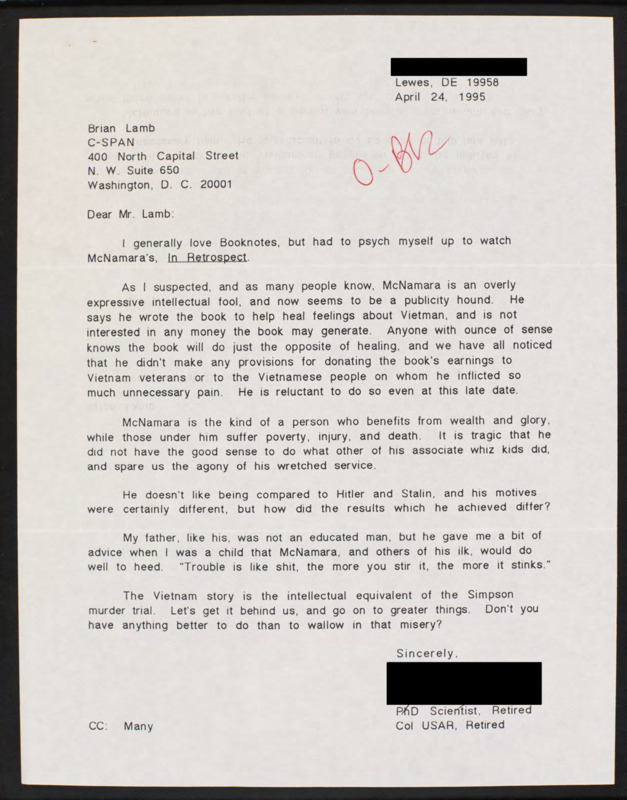 Lewes, DE 19958
April 24, 1995
Brian Lamb
C-SPAN
400 North Capital Street
N. W. Suite 650
Washington, D. C. 20001
Dear Mr. Lamb:
I generally love Booknotes, but had to psych myself up to watch
McNamara's, In Retrospect.
As I suspected, and as many people know, McNamara is an overly
expressive intellectual fool, and now seems to be a publicity hound. He
says he wrote the book to help heal feelings about Vietman, and is not
interested in any money the book may generate. Anyone with ounce of sense
knows the book will do just the opposite of healing, and we have all noticed
that he didn't make any provisions for donating the book's earnings to
Vietnam veterans or to the Vietnamese people on whom he inflicted so
much unnecessary pain. He is reluctant to do so even at this late date.
McNamara is the kind of a person who benefits from wealth and glory,
while those under him suffer poverty, injury, and death. It is tragic that he
did not have the good sense to do what other of his associate whiz kids did,
and spare us the agony of his wretched service.
He doesn't like being compared to Hitler and Stalin, and his motives
were certainly different, but how did the results which he achieved differ?
My father, like his, was not an educated man, but he gave me a bit of
advice when I was a child that McNamara, and others of his ilk, would do
well to heed. "Trouble is like shit, the more you stir it, the more it stinks."
The Vietnam story is the intellectual equivalent of the Simpson
murder trial. Let's get it behind us, and go on to greater things. Don't you
have anything better to do than to wallow in that misery?
Sincerely,
PhD Scientist, Retired
CC: Many
Col USAR, Retired